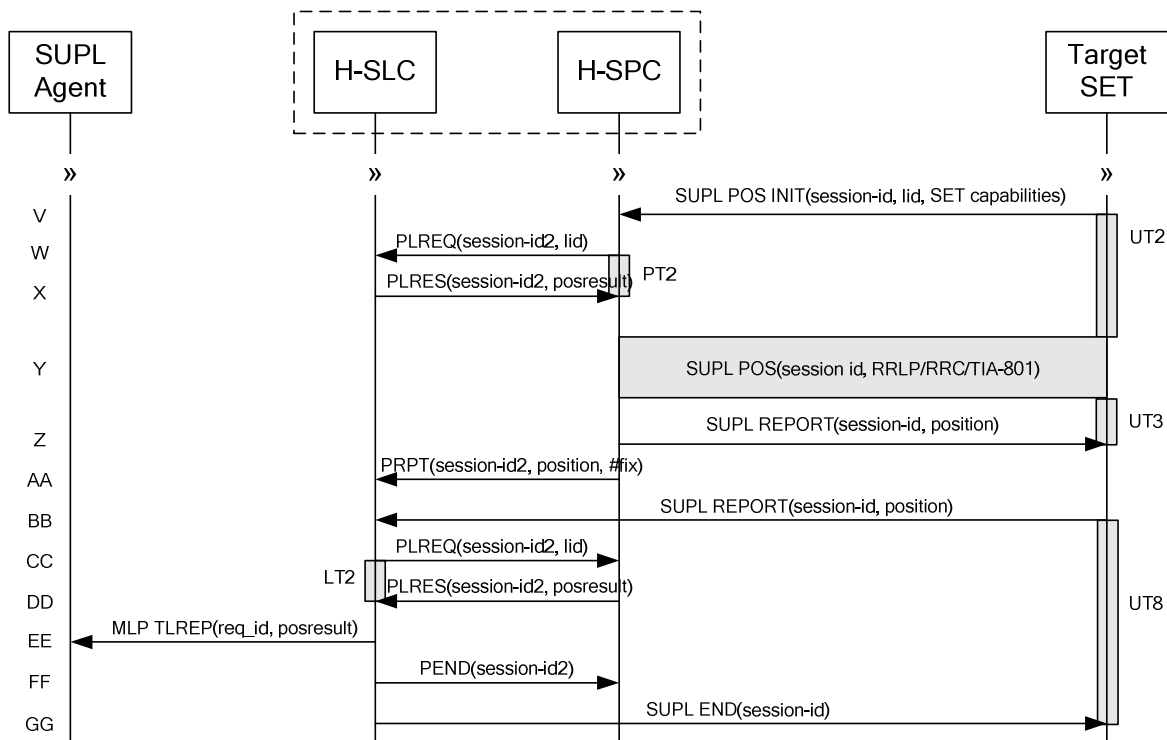 SUPL
Agent
H-SLC
H-SPC
Target
SET
»
»
»
»
V
SUPL POS INIT(session-id, lid, SET capabilities)
UT2
W
PLREQ(session-id2, lid)
PT2
X
PLRES(session-id2, posresult)
Y
SUPL POS(session id, RRLP/RRC/TIA-801)
Z
SUPL REPORT(session-id, position)
UT3
AA
PRPT(session-id2, position, #fix)
BB
SUPL REPORT(session-id, position)
CC
PLREQ(session-id2, lid)
LT2
DD
PLRES(session-id2, posresult)
UT8
EE
MLP TLREP(req_id, posresult)
FF
PEND(session-id2)
GG
SUPL END(session-id)